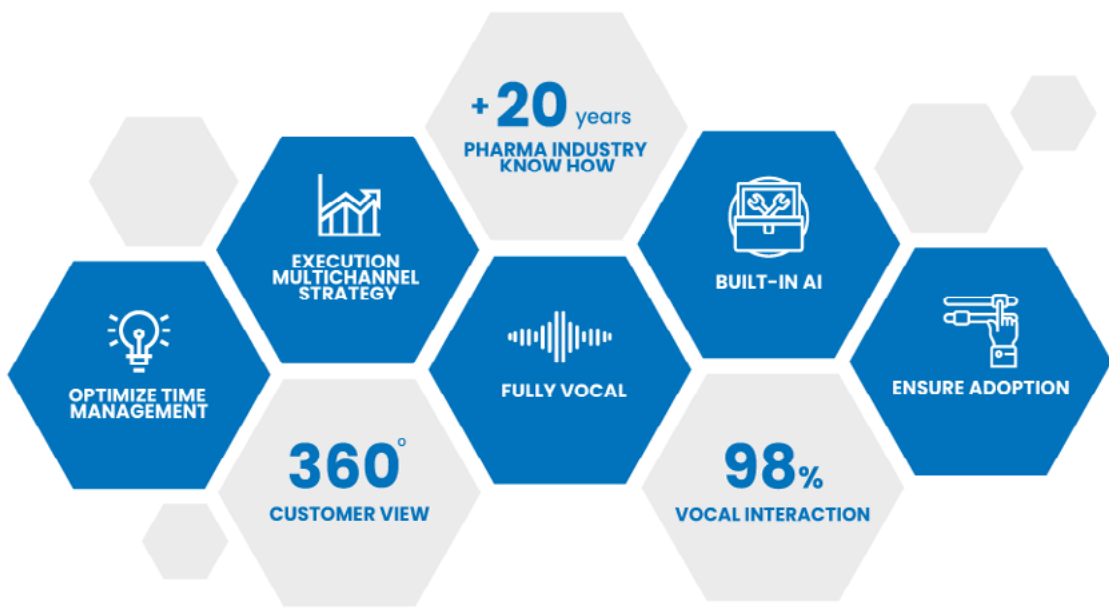 + 20 years
PHARMA INDUSTRY
KNOW HOW
EXECUTION
MULTICHANNEL
STRATEGY
BUILT-IN AI
OPTIMIZE TIME
MANAGEMENT
FULLY VOCAL
ENSURE ADOPTION
360°
CUSTOMER VIEW
98%
VOCAL INTERACTION